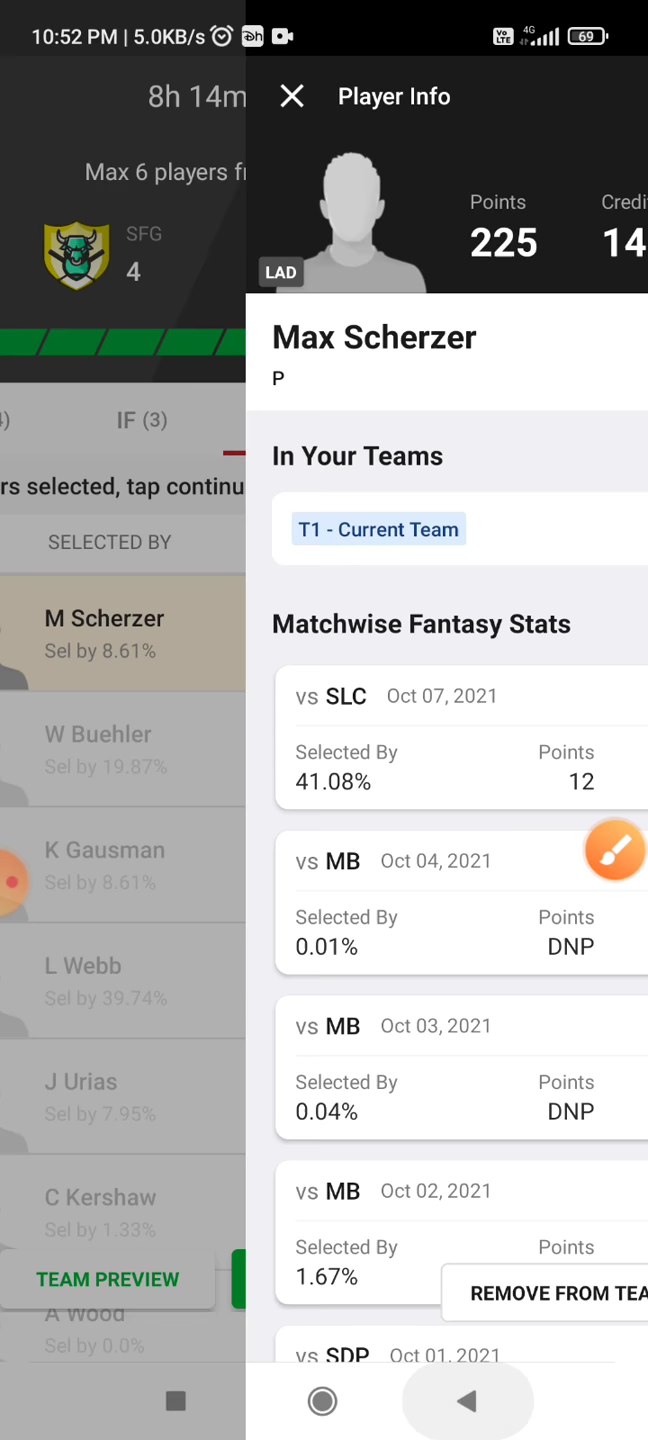 10:52 PM | 5.0KB/s
Vo LTE 4G 69
8h 14m
Max 6 players
SFG
4
IF (3)
rs selected, tap continu
SELECTED BY
M Scherzer
Sel by 8.61%
W Buehler
Sel by 19.87%
K Gausman
Sel by 8.61%
L Webb
Sel by 39.74%
J Urias
Sel by 7.95%
C Kershaw
Sel by 1.33%
TEAM PREVIEW
A Wood
Sel by 0.0%
Player Info
Points
225
Credi
14
LAD
Max Scherzer
P
In Your Teams
T1 - Current Team
Matchwise Fantasy Stats
vs SLC Oct 07, 2021
Selected By Points
41.08% 12
vs MB Oct 04, 2021
Selected By Points
0.01% DNP
vs MB Oct 03, 2021
Selected By Points
0.04% DNP
vs MB Oct 02, 2021
Selected By Points
1.67%
REMOVE FROM TEA
vs SDP Oct 01, 2021